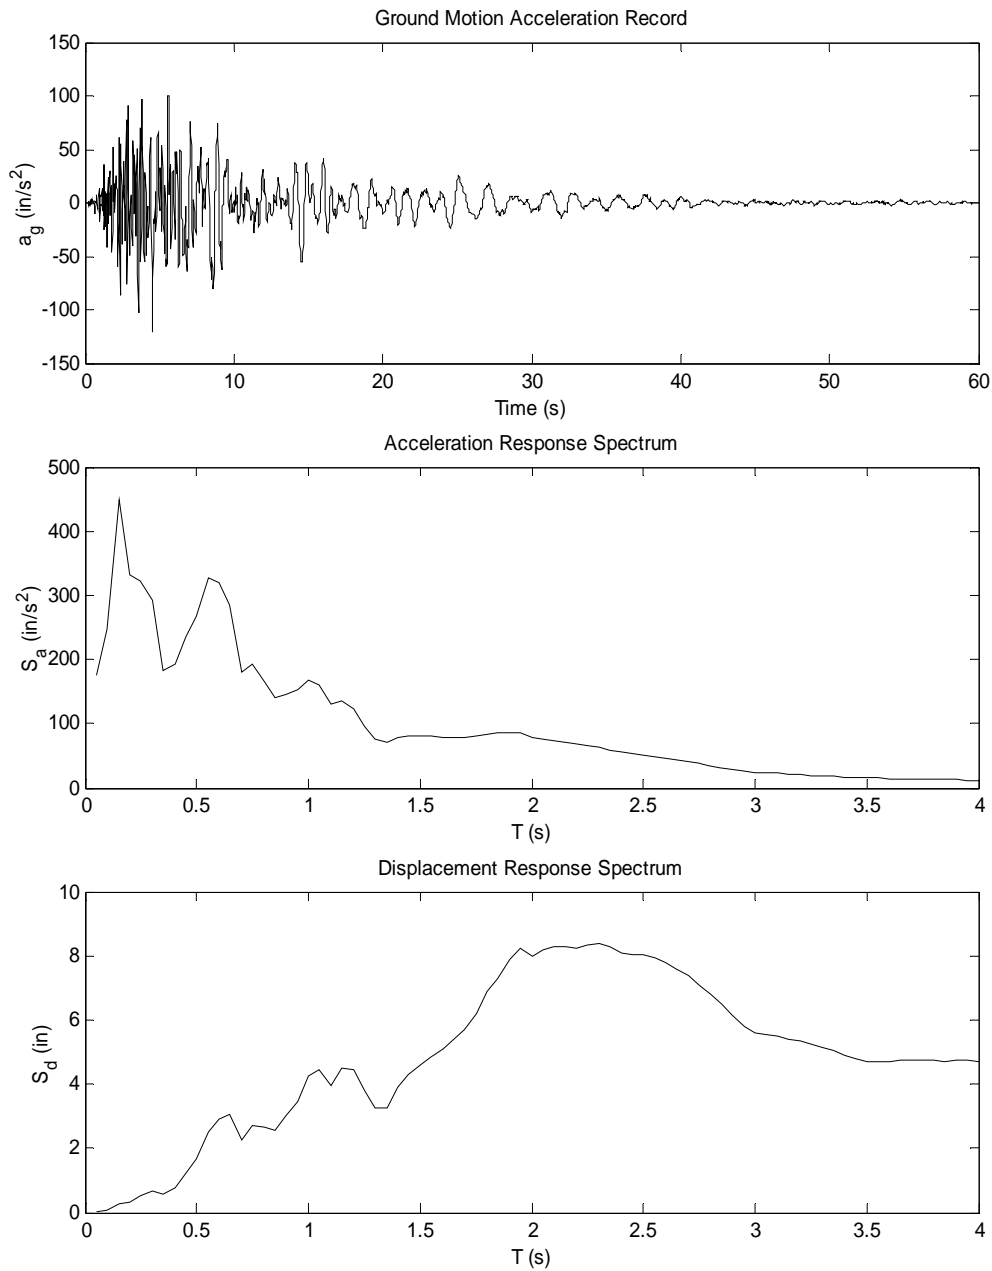 Ground Motion Acceleration Record
150
100
50
0
-50
-100
-150
a_g (in/s^2)
0 10 20 30 40 50 60
Time (s)
Acceleration Response Spectrum
500
400
300
200
100
0
S_a (in/s^2)
0 0.5 1 1.5 2 2.5 3 3.5 4
T (s)
Displacement Response Spectrum
10
8
6
4
2
0
S_d (in)
0 0.5 1 1.5 2 2.5 3 3.5 4
T (s)